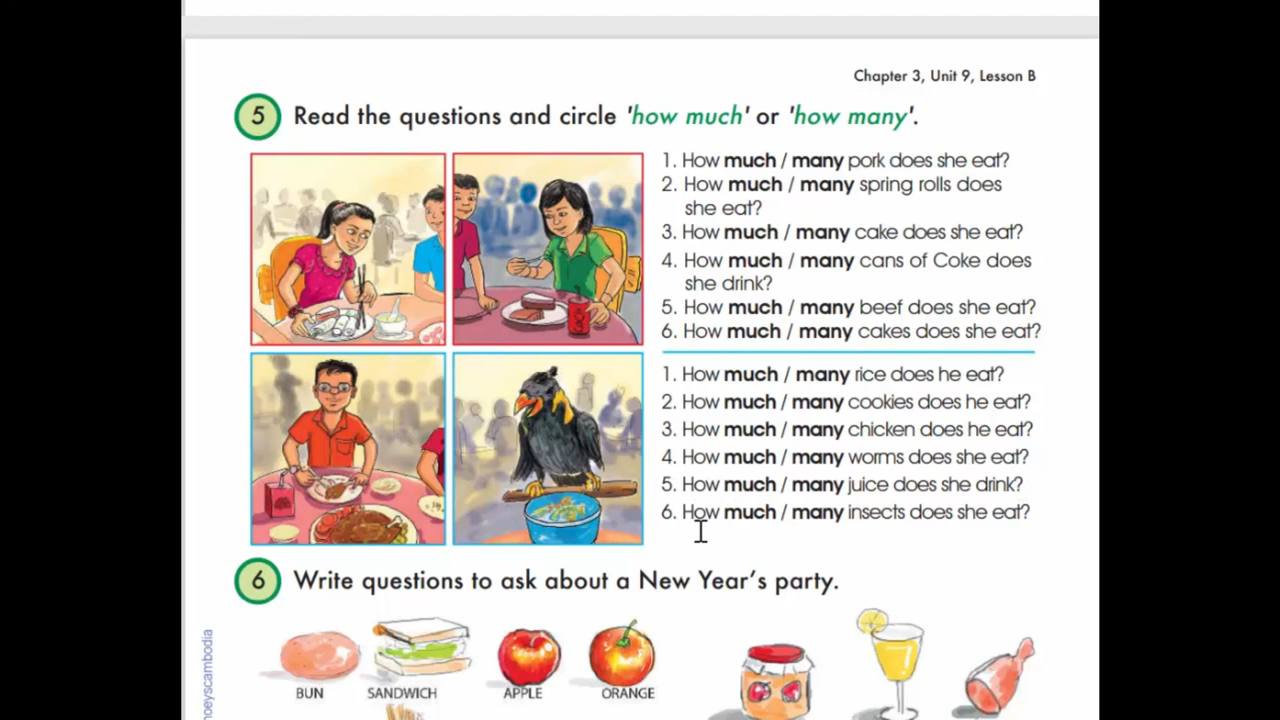 Chapter 3, Unit 9, Lesson B
5 Read the questions and circle 'how much' or 'how many'.
1. How much / many pork does she eat?
2. How much / many spring rolls does
she eat?
3. How much / many cake does she eat?
4. How much / many cans of Coke does
she drink?
5. How much / many beef does she eat?
6. How much / many cakes does she eat?
1. How much / many rice does he eat?
2. How much / many cookies does he eat?
3. How much / many chicken does he eat?
4. How much / many worms does she eat?
5. How much / many juice does she drink?
6. How much / many insects does she eat?
6 Write questions to ask about a New Year's party.
BUN
SANDWICH
APPLE
ORANGE